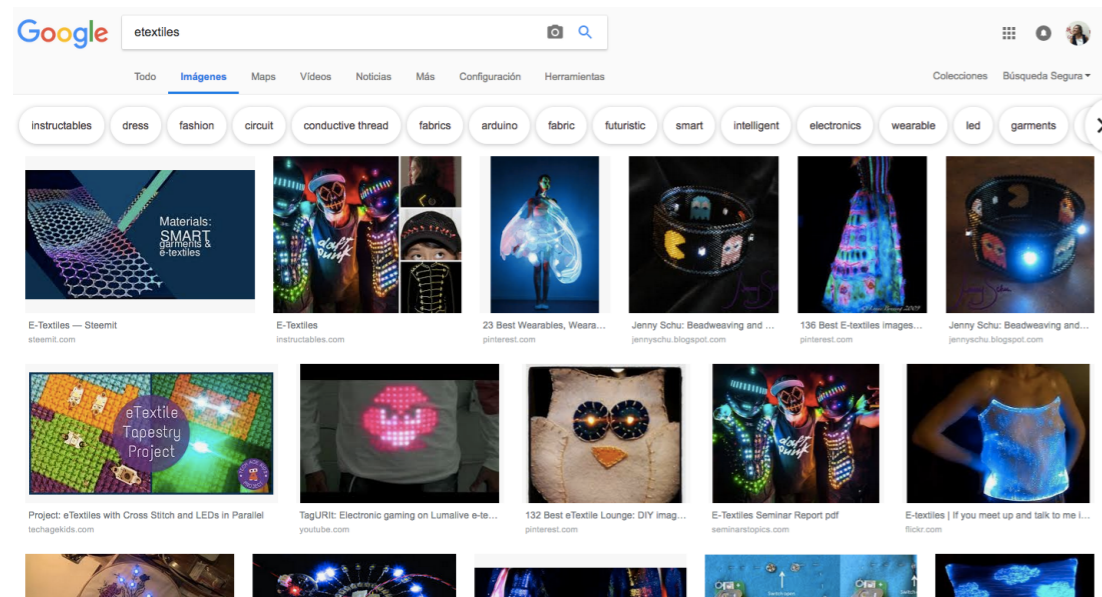 Google
etextiles
Todo
Imágenes
Maps
Vídeos
Noticias
Más
Configuración
Herramientas
Colecciones
Búsqueda Segura
instructables
dress
fashion
circuit
conductive thread
fabrics
arduino
fabric
futuristic
smart
intelligent
electronics
wearable
led
garments
Materials:
SMART
garments &
e-textiles
daft
punk
E-Textiles — Steemit
steemit.com
E-Textiles
instructables.com
23 Best Wearables, Weara...
pinterest.com
Jenny Schu: Beadweaving and ...
jennyschu.blogspot.com
136 Best E-textiles images...
pinterest.com
Jenny Schu: Beadweaving and...
jennyschu.blogspot.com
eTextile
Tapestry
Project
daft
punk
Project: eTextiles with Cross Stitch and LEDs in Parallel
techagekids.com
TagURIt: Electronic gaming on Lumalive e-te...
youtube.com
132 Best eTextile Lounge: DIY imag...
pinterest.com
E-Textiles Seminar Report pdf
seminarstopics.com
E-textiles | If you meet up and talk to me i...
flickr.com